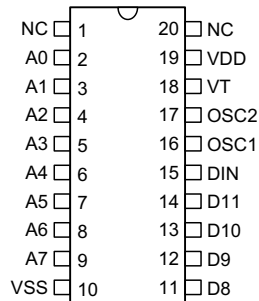 NC 1 20 NC
A0 2 19 VDD
A1 3 18 VT
A2 4 17 OSC2
A3 5 16 OSC1
A4 6 15 DIN
A5 7 14 D11
A6 8 13 D10
A7 9 12 D9
VSS 10 11 D8